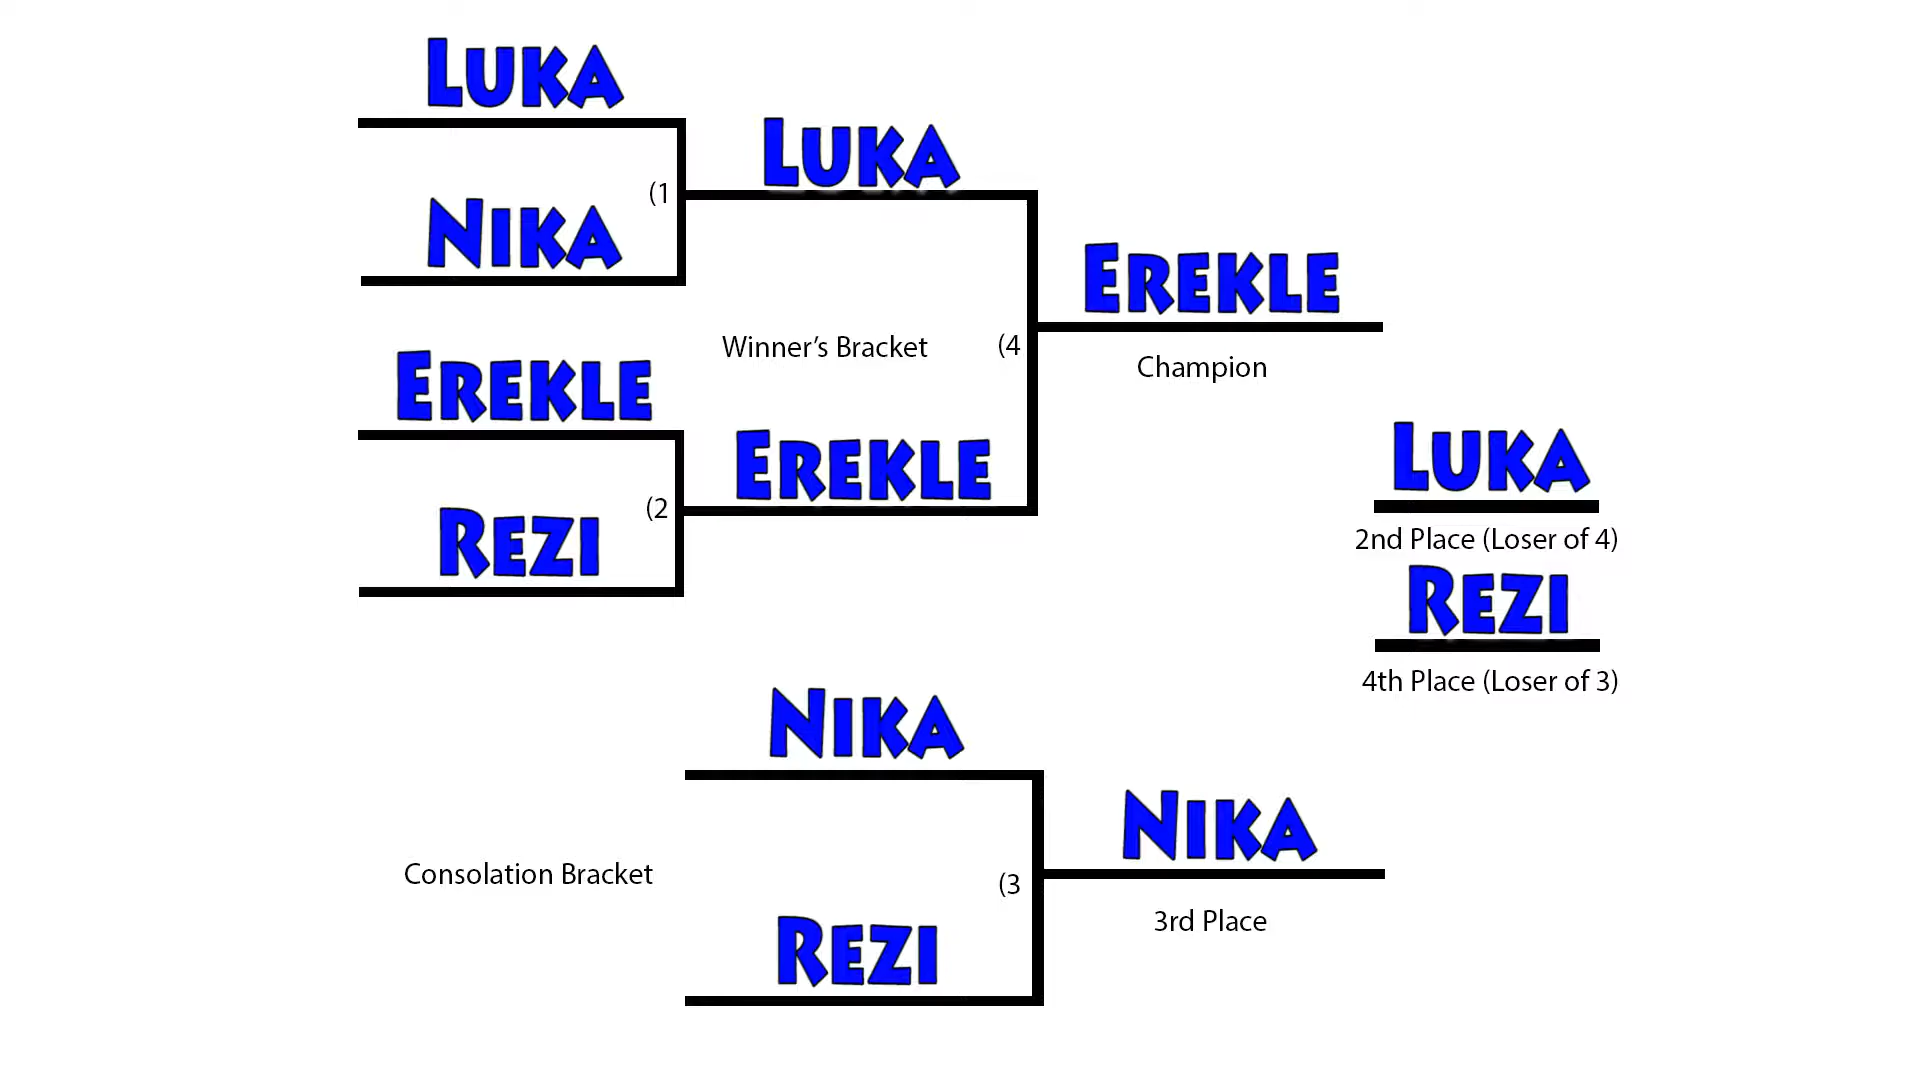 LUKA
LUKA
(1
NIKA
EREKLE
Winner's Bracket
(4
Champion
EREKLE
EREKLE
(2
REZI
LUKA
2nd Place (Loser of 4)
REZI
4th Place (Loser of 3)
NIKA
Consolation Bracket
(3
NIKA
3rd Place
REZI